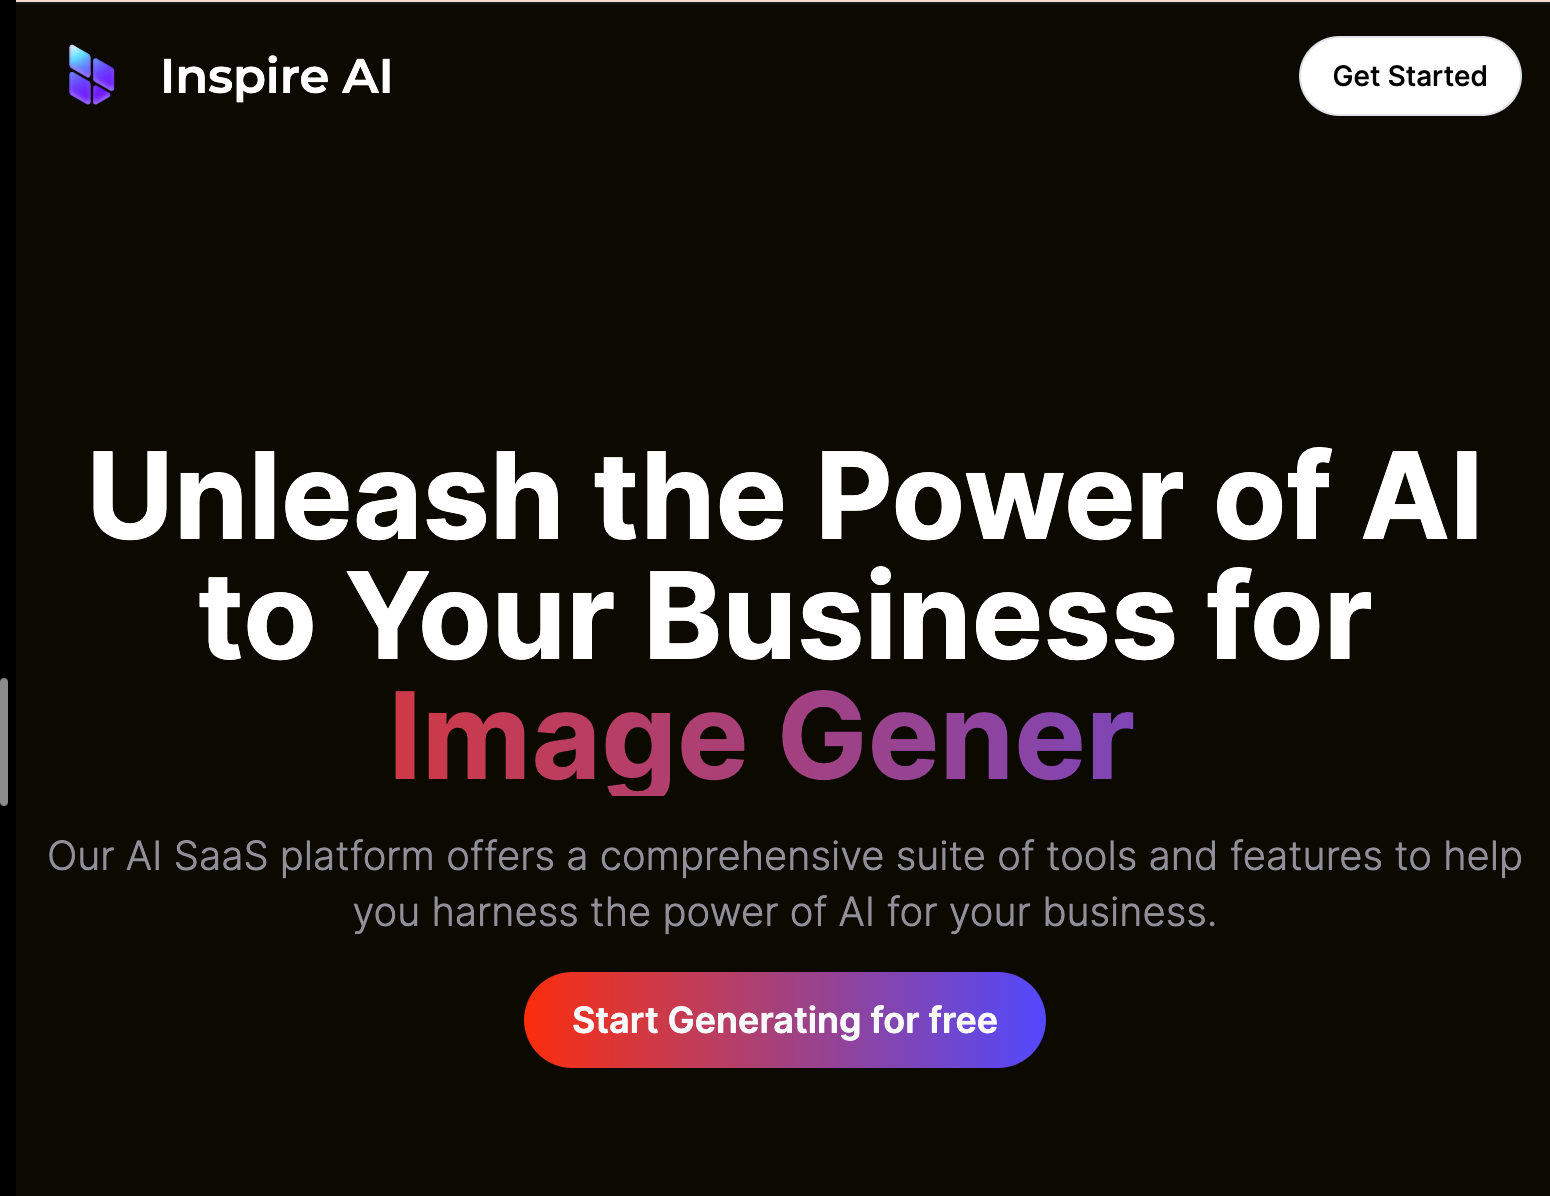 Inspire AI
Get Started
Unleash the Power of AI
to Your Business for
Image Gener
Our AI SaaS platform offers a comprehensive suite of tools and features to help
you harness the power of AI for your business.
Start Generating for free